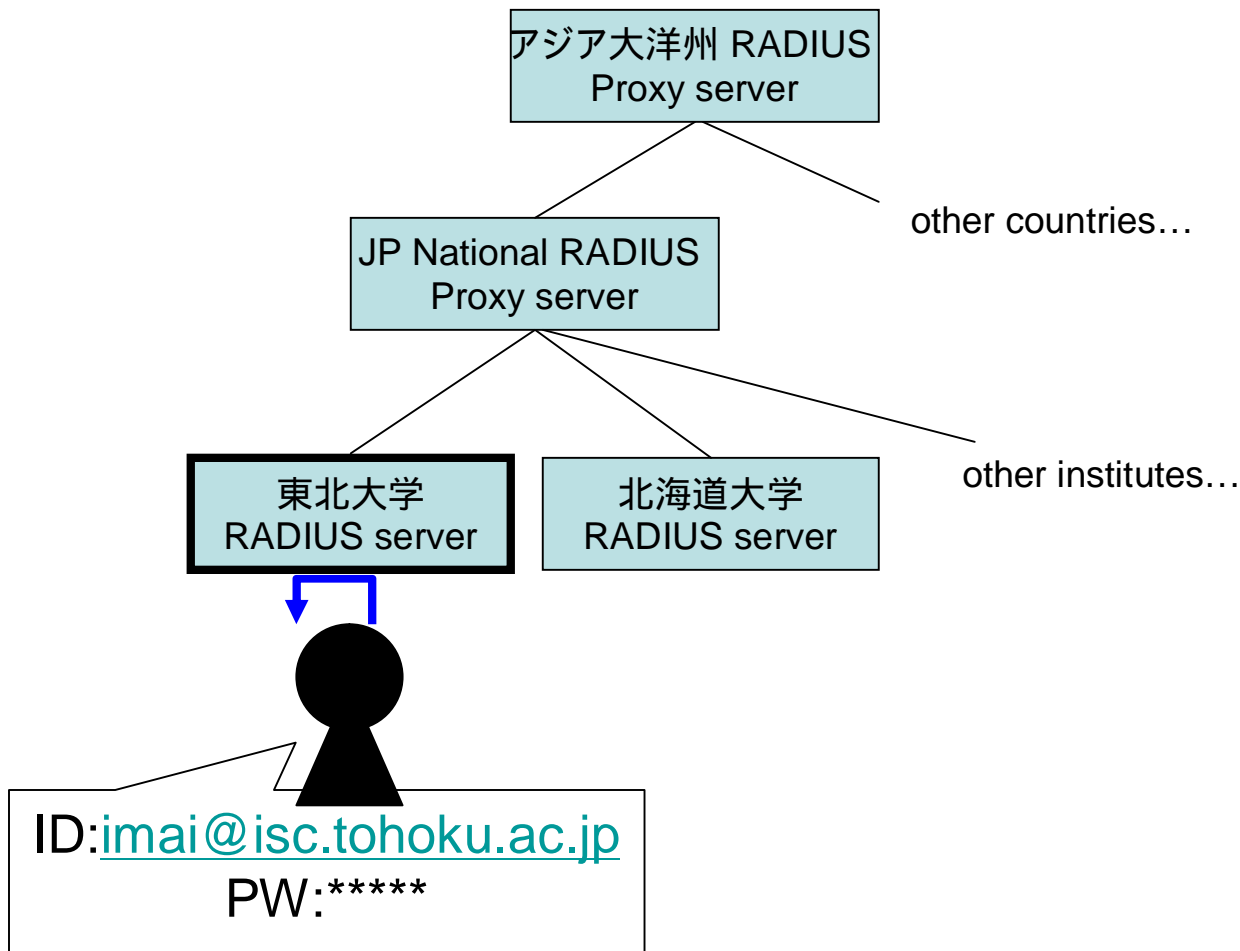 アジア大洋州 RADIUS
Proxy server
other countries…
JP National RADIUS
Proxy server
other institutes…
東北大学
RADIUS server
北海道大学
RADIUS server
ID:imai@isc.tohoku.ac.jp
PW:*****